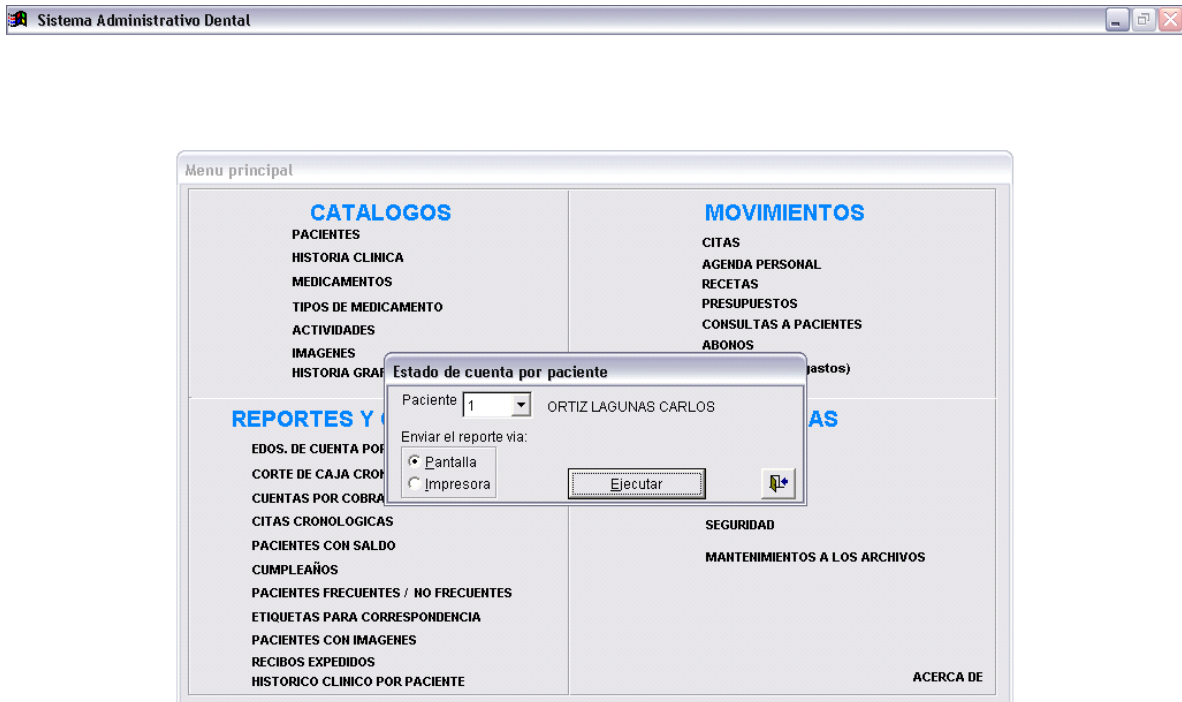 Sistema Administrativo Dental
Menu principal
CATALOGOS
PACIENTES
HISTORIA CLINICA
MEDICAMENTOS
TIPOS DE MEDICAMENTO
ACTIVIDADES
IMAGENES
HISTORIA GRAF
MOVIMIENTOS
CITAS
AGENDA PERSONAL
RECETAS
PRESUPUESTOS
CONSULTAS A PACIENTES
ABONOS
gastos)
Estado de cuenta por paciente
Paciente 1 ORTIZ LAGUNAS CARLOS
Enviar el reporte via:
Pantalla
Impresora
Ejecutar
REPORTES Y
EDOS. DE CUENTA POR
CORTE DE CAJA CRON
CUENTAS POR COBRA
CITAS CRONOLOGICAS
PACIENTES CON SALDO
CUMPLEAÑOS
PACIENTES FRECUENTES / NO FRECUENTES
ETIQUETAS PARA CORRESPONDENCIA
PACIENTES CON IMAGENES
RECIBOS EXPEDIDOS
HISTORICO CLINICO POR PACIENTE
AS
SEGURIDAD
MANTENIMIENTOS A LOS ARCHIVOS
ACERCA DE